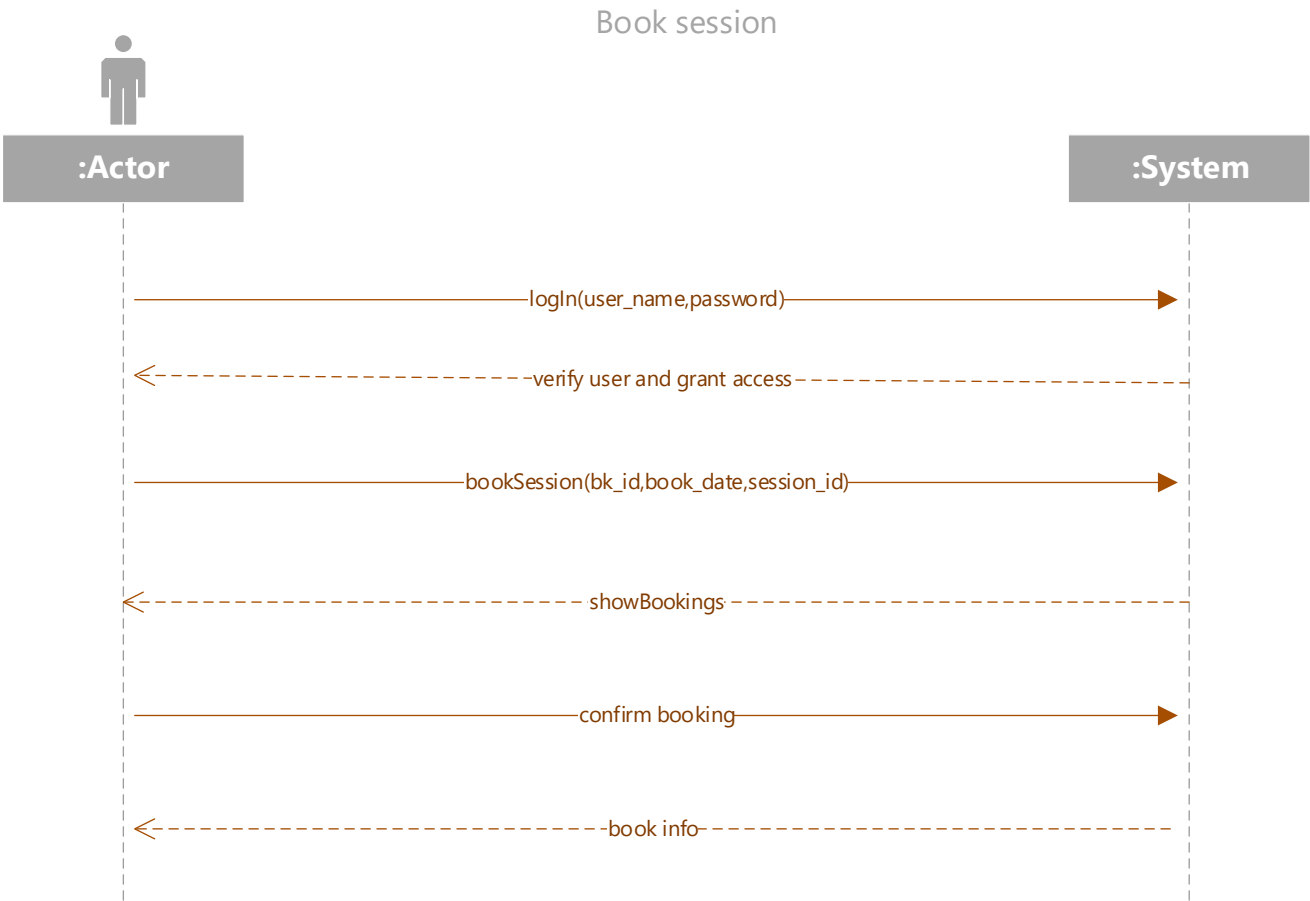 Book session
:Actor
:System
logIn(user_name,password)
verify user and grant access
bookSession(bk_id,book_date,session_id)
showBookings
confirm booking
book info